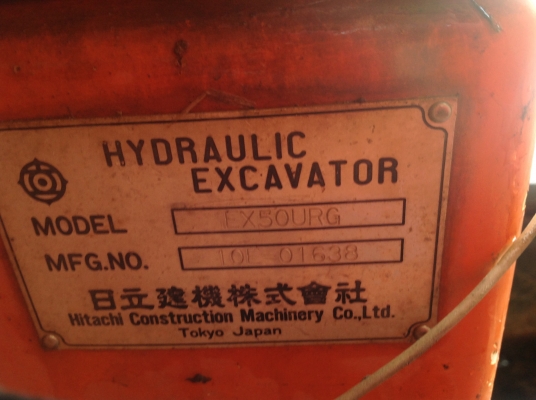 HYDRAULIC
EXCAVATOR
MODEL EX50URG
MFG.NO. 01638
日立建機株式會社
Hitachi Construction Machinery Co.,Ltd.
Tokyo Japan